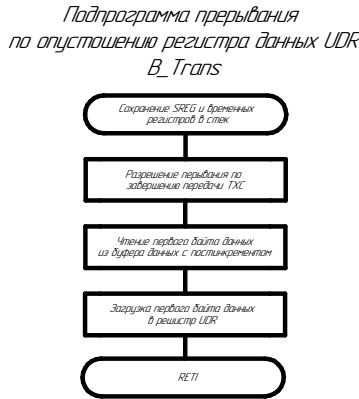 Подпрограмма прерывания
по опустошению регистра данных UDR
B_Trans
Сохранение SREG и временных
регистров в стек
Разрешение перывания по
завершению передачи TXC
Чтение первого байта данных
из буфера данных с постинкрементом
Загрузка первого байта данных
в решистр UDR
RETI